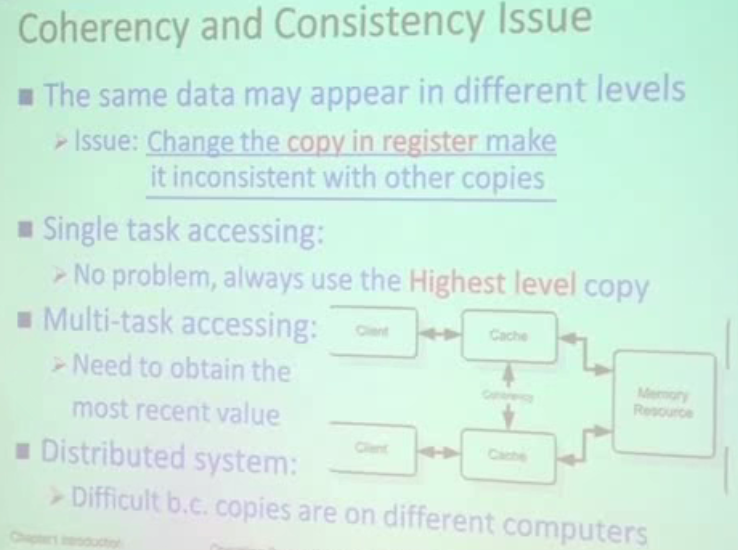 Coherency and Consistency Issue
■ The same data may appear in different levels
➢ Issue: Change the copy in register make
it inconsistent with other copies
■ Single task accessing:
➢ No problem, always use the Highest level copy
■ Multi-task accessing:
➢ Need to obtain the
most recent value
■ Distributed system:
➢ Difficult b.c. copies are on different computers
Client
Cache
Coherency
Memory
Resource
Client
Cache
Chapter1 Introduction